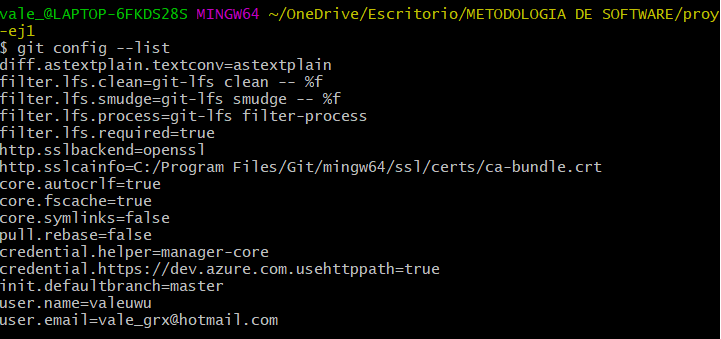 vale_@LAPTOP-6FKDS28S MINGW64 ~/OneDrive/Escritorio/METODOLOGIA DE SOFTWARE/proy
-ej1
$ git config --list
diff.astextplain.textconv=astextplain
filter.lfs.clean=git-lfs clean -- %f
filter.lfs.smudge=git-lfs smudge -- %f
filter.lfs.process=git-lfs filter-process
filter.lfs.required=true
http.sslbackend=openssl
http.sslcainfo=C:/Program Files/Git/mingw64/ssl/certs/ca-bundle.crt
core.autocrlf=true
core.fscache=true
core.symlinks=false
pull.rebase=false
credential.helper=manager-core
credential.https://dev.azure.com.usehttppath=true
init.defaultbranch=master
user.name=valeuwu
user.email=vale_grx@hotmail.com